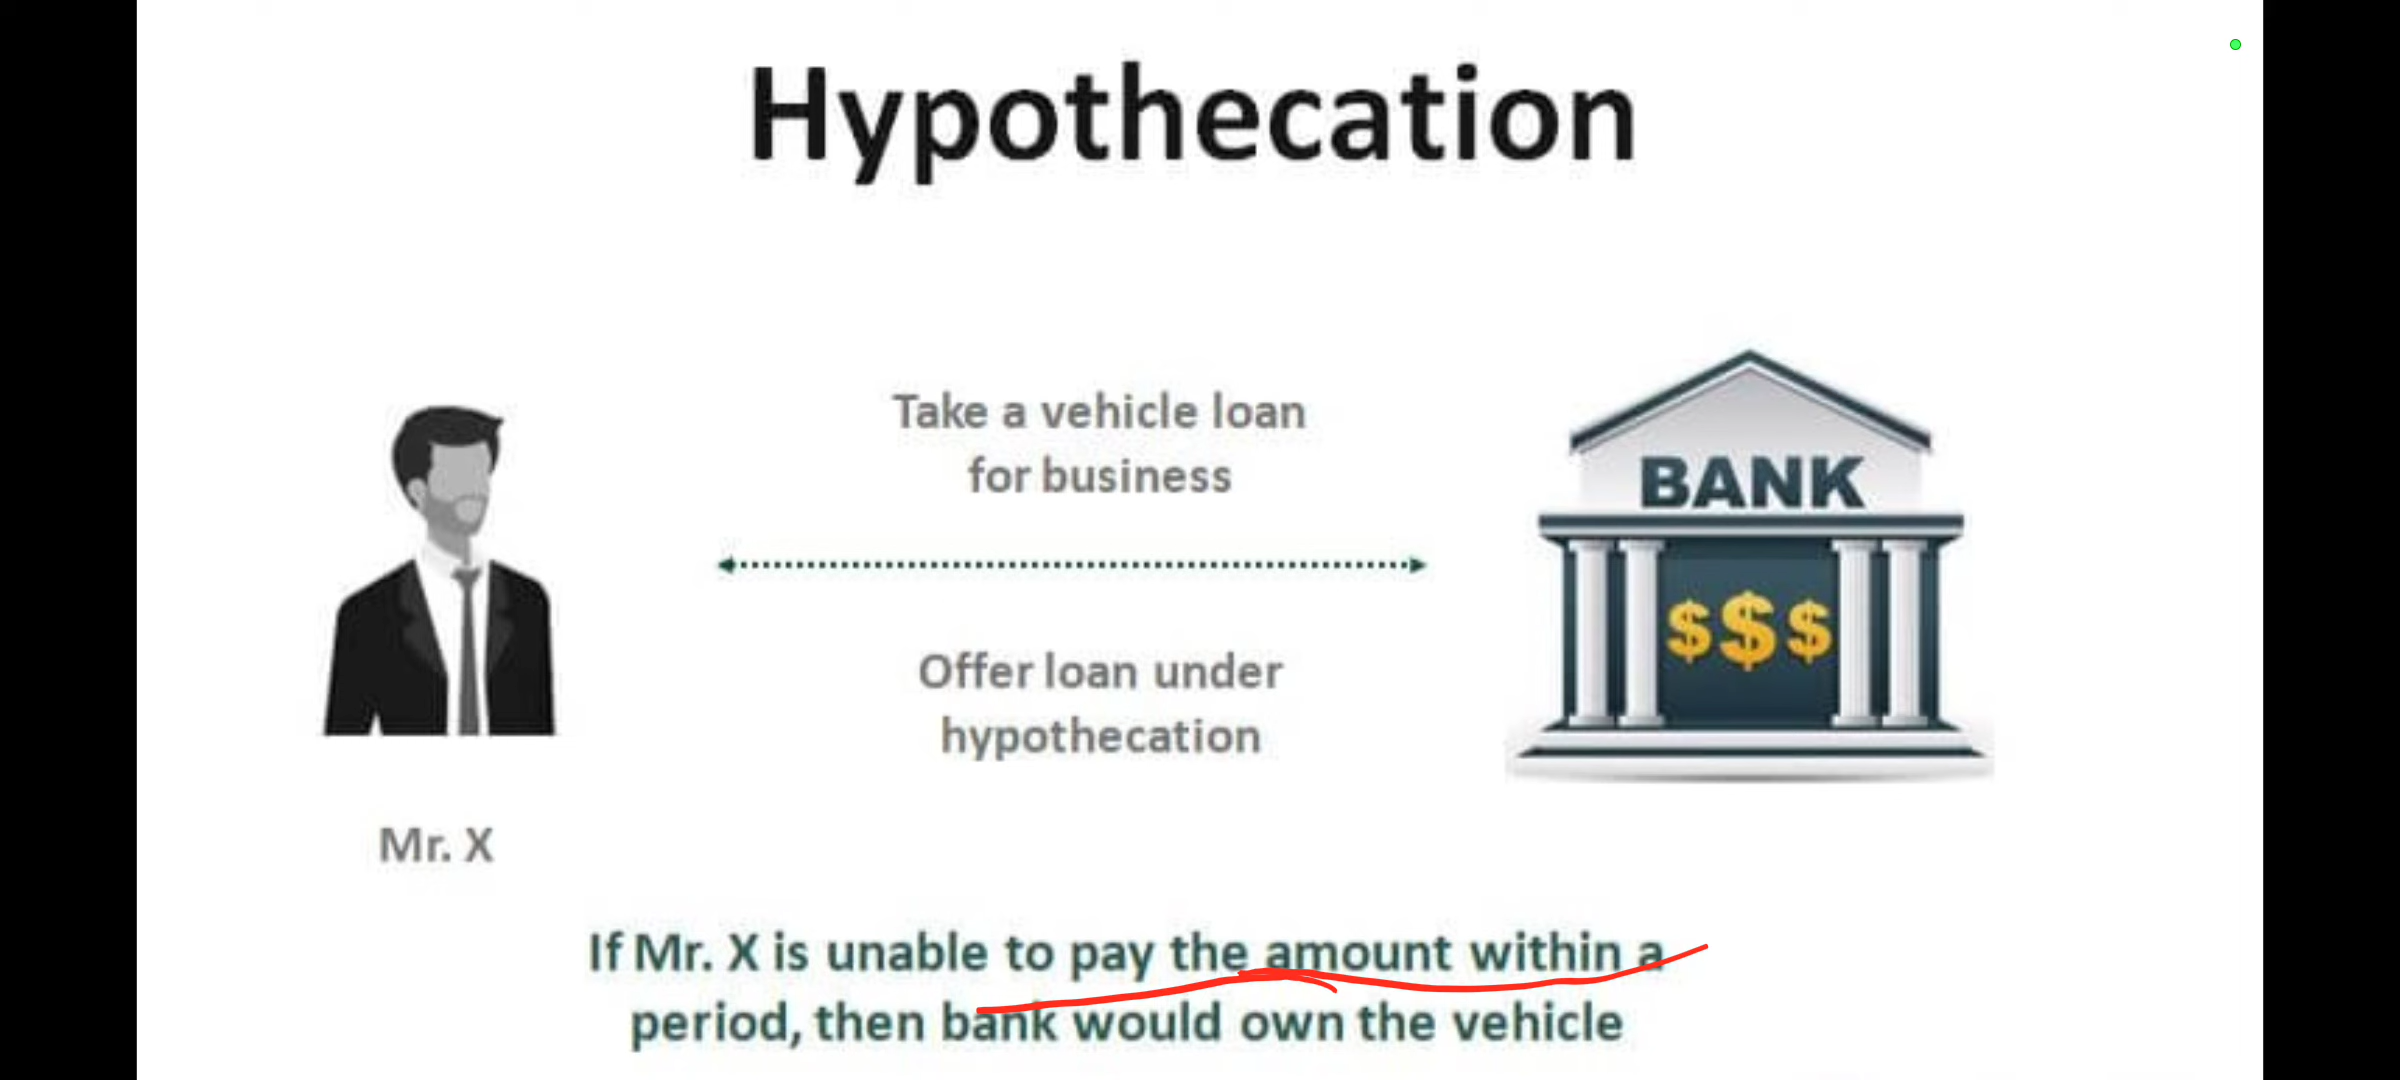 Hypothecation
Take a vehicle loan
for business
BANK
$$$
Offer loan under
hypothecation
Mr. X
If Mr. X is unable to pay the amount within a
period, then bank would own the vehicle